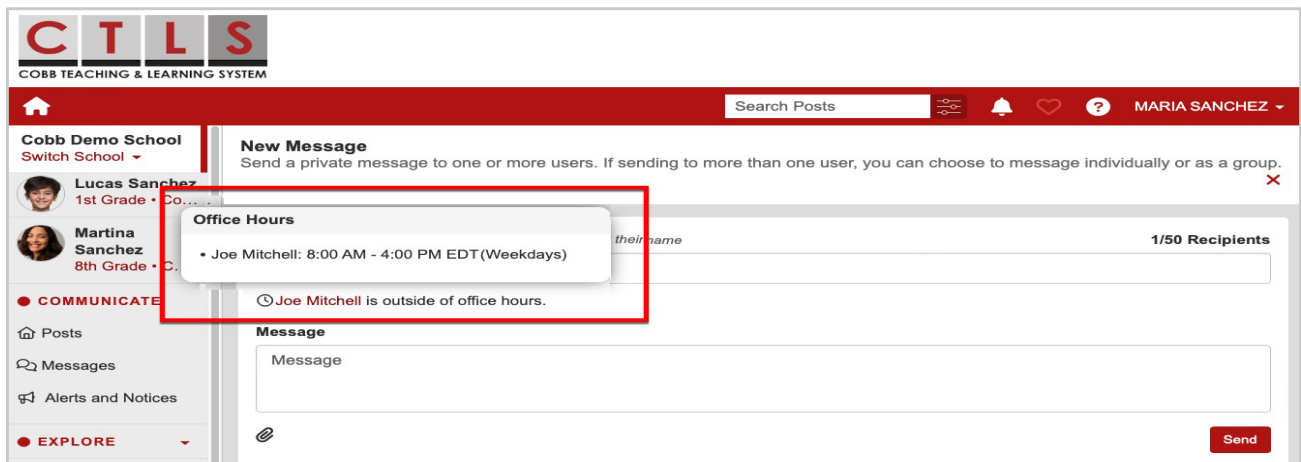 CTLS
COBB TEACHING & LEARNING SYSTEM
Search Posts
MARIA SANCHEZ
Cobb Demo School
Switch School
New Message
Send a private message to one or more users. If sending to more than one user, you can choose to message individually or as a group.
Lucas Sanchez
1st Grade • Co...
Martina
Sanchez
8th Grade • C.
Office Hours
• Joe Mitchell: 8:00 AM - 4:00 PM EDT(Weekdays)
their name
1/50 Recipients
Joe Mitchell is outside of office hours.
COMMUNICATE
Posts
Messages
Alerts and Notices
EXPLORE
Message
Message
Send